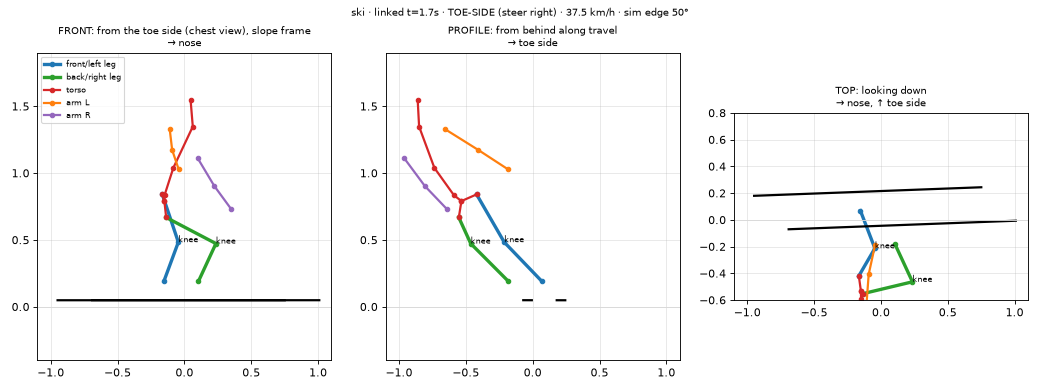 ski · linked t=1.7s · TOE-SIDE (steer right) · 37.5 km/h · sim edge 50°
FRONT: from the toe side (chest view), slope frame
→ nose
front/left leg
back/right leg
torso
arm L
arm R
knee
knee
1.5
1.0
0.5
0.0
−1.0
−0.5
0.0
0.5
1.0
PROFILE: from behind along travel
→ toe side
knee
knee
1.5
1.0
0.5
0.0
−1.0
−0.5
0.0
0.5
1.0
TOP: looking down
→ nose, ↑ toe side
knee
knee
0.8
0.6
0.4
0.2
0.0
−0.2
−0.4
−0.6
−1.0
−0.5
0.0
0.5
1.0